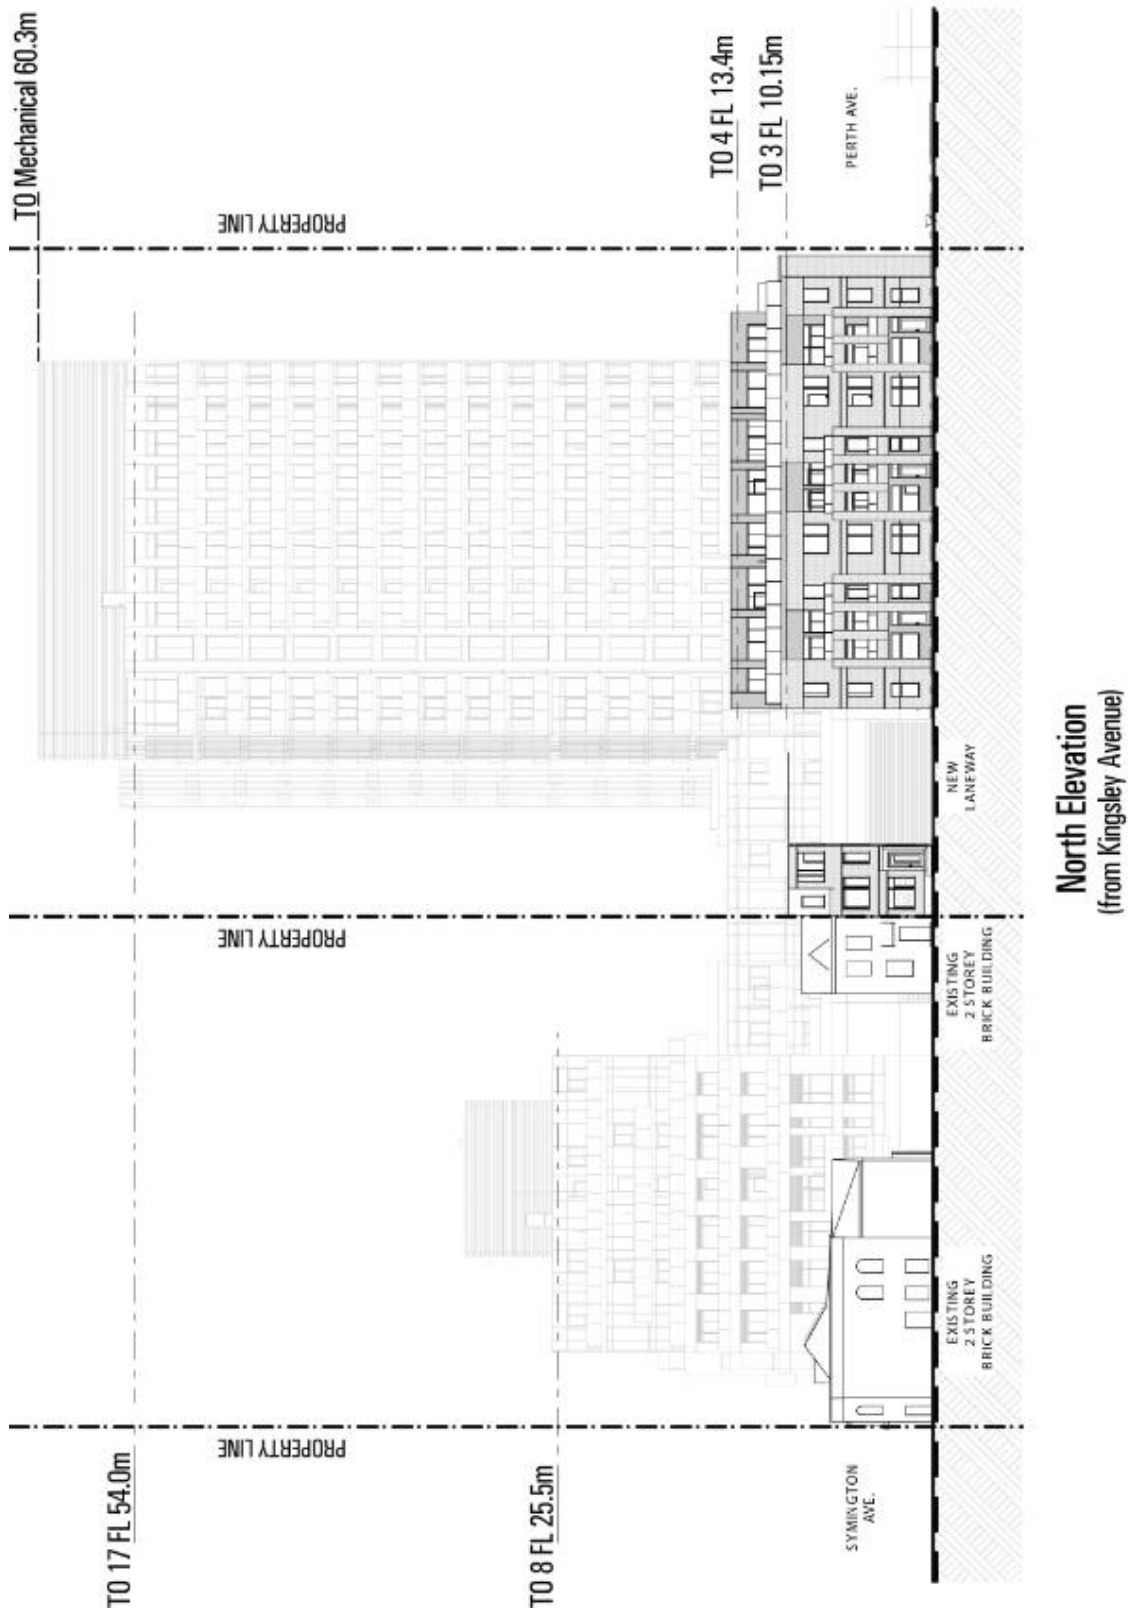 TO Mechanical 60.3m
TO 17 FL 54.0m
TO 8 FL 25.5m
TO 4 FL 13.4m
TO 3 FL 10.15m
PROPERTY LINE
PROPERTY LINE
PROPERTY LINE
SYMINGTON
AVE.
PERTH AVE.
EXISTING
2 STOREY
BRICK BUILDING
EXISTING
2 STOREY
BRICK BUILDING
NEW
LANEWAY
North Elevation
(from Kingsley Avenue)